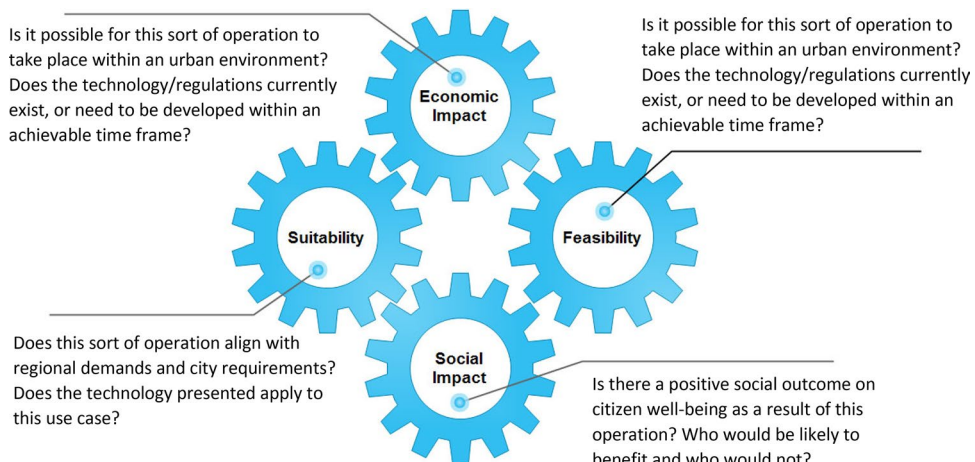 Is it possible for this sort of operation to
take place within an urban environment?
Does the technology/regulations currently
exist, or need to be developed within an
achievable time frame?
Is it possible for this sort of operation to
take place within an urban environment?
Does the technology/regulations currently
exist, or need to be developed within an
achievable time frame?
Economic
Impact
Suitability
Feasibility
Does this sort of operation align with
regional demands and city requirements?
Does the technology presented apply to
this use case?
Social
Impact
Is there a positive social outcome on
citizen well-being as a result of this
operation? Who would be likely to
benefit and who would not?